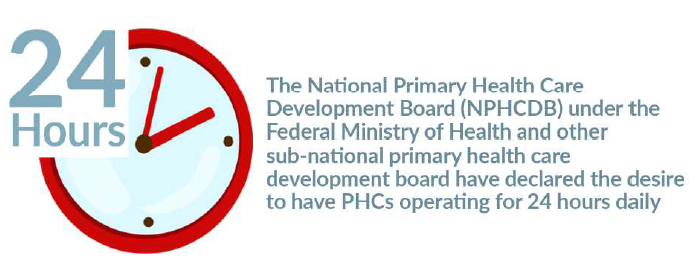 24
Hours
The National Primary Health Care
Development Board (NPHCDB) under the
Federal Ministry of Health and other
sub-national primary health care
development board have declared the desire
to have PHCs operating for 24 hours daily